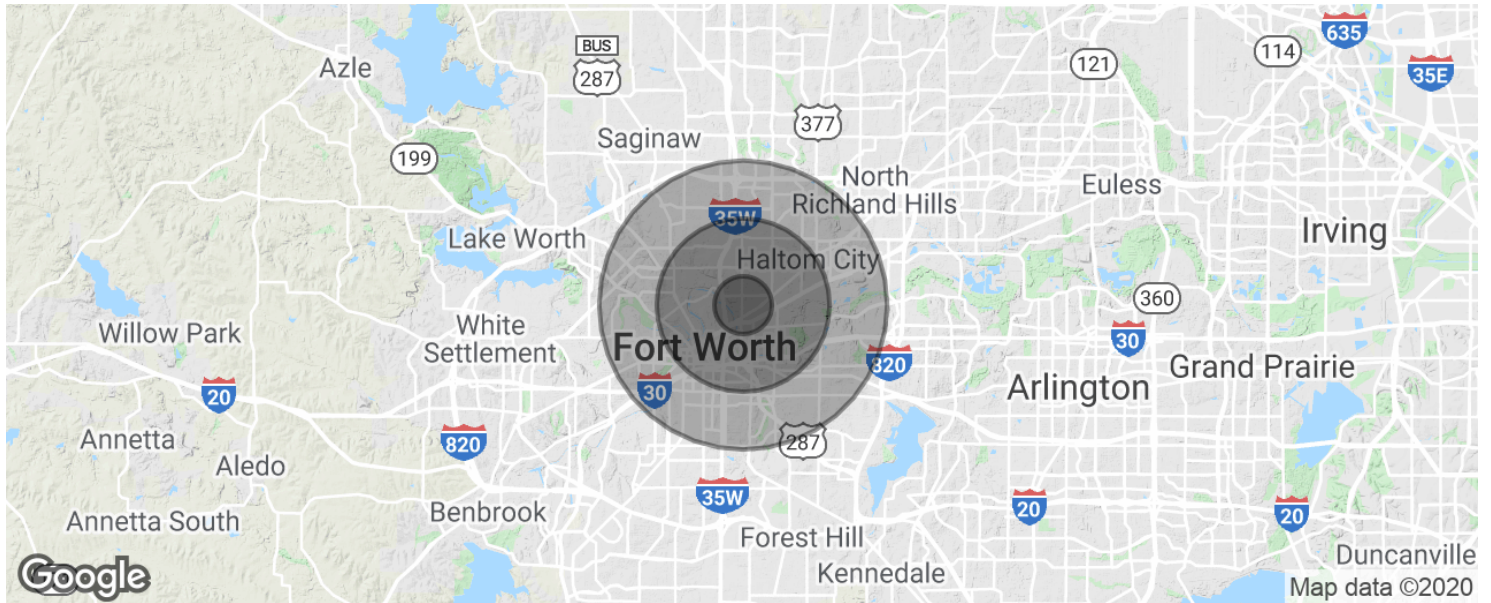 635
BUS
114
121
35E
Azle
287
377
Saginaw
199
North
Richland Hills
Euless
35W
Irving
Lake Worth
Haltom City
360
White
Settlement
Willow Park
Fort Worth
30
820
Grand Prairie
Arlington
30
20
Annetta
820
287
Aledo
35W
Benbrook
20
20
Annetta South
Forest Hill
Duncanville
Kennedale
Google
Map data ©2020